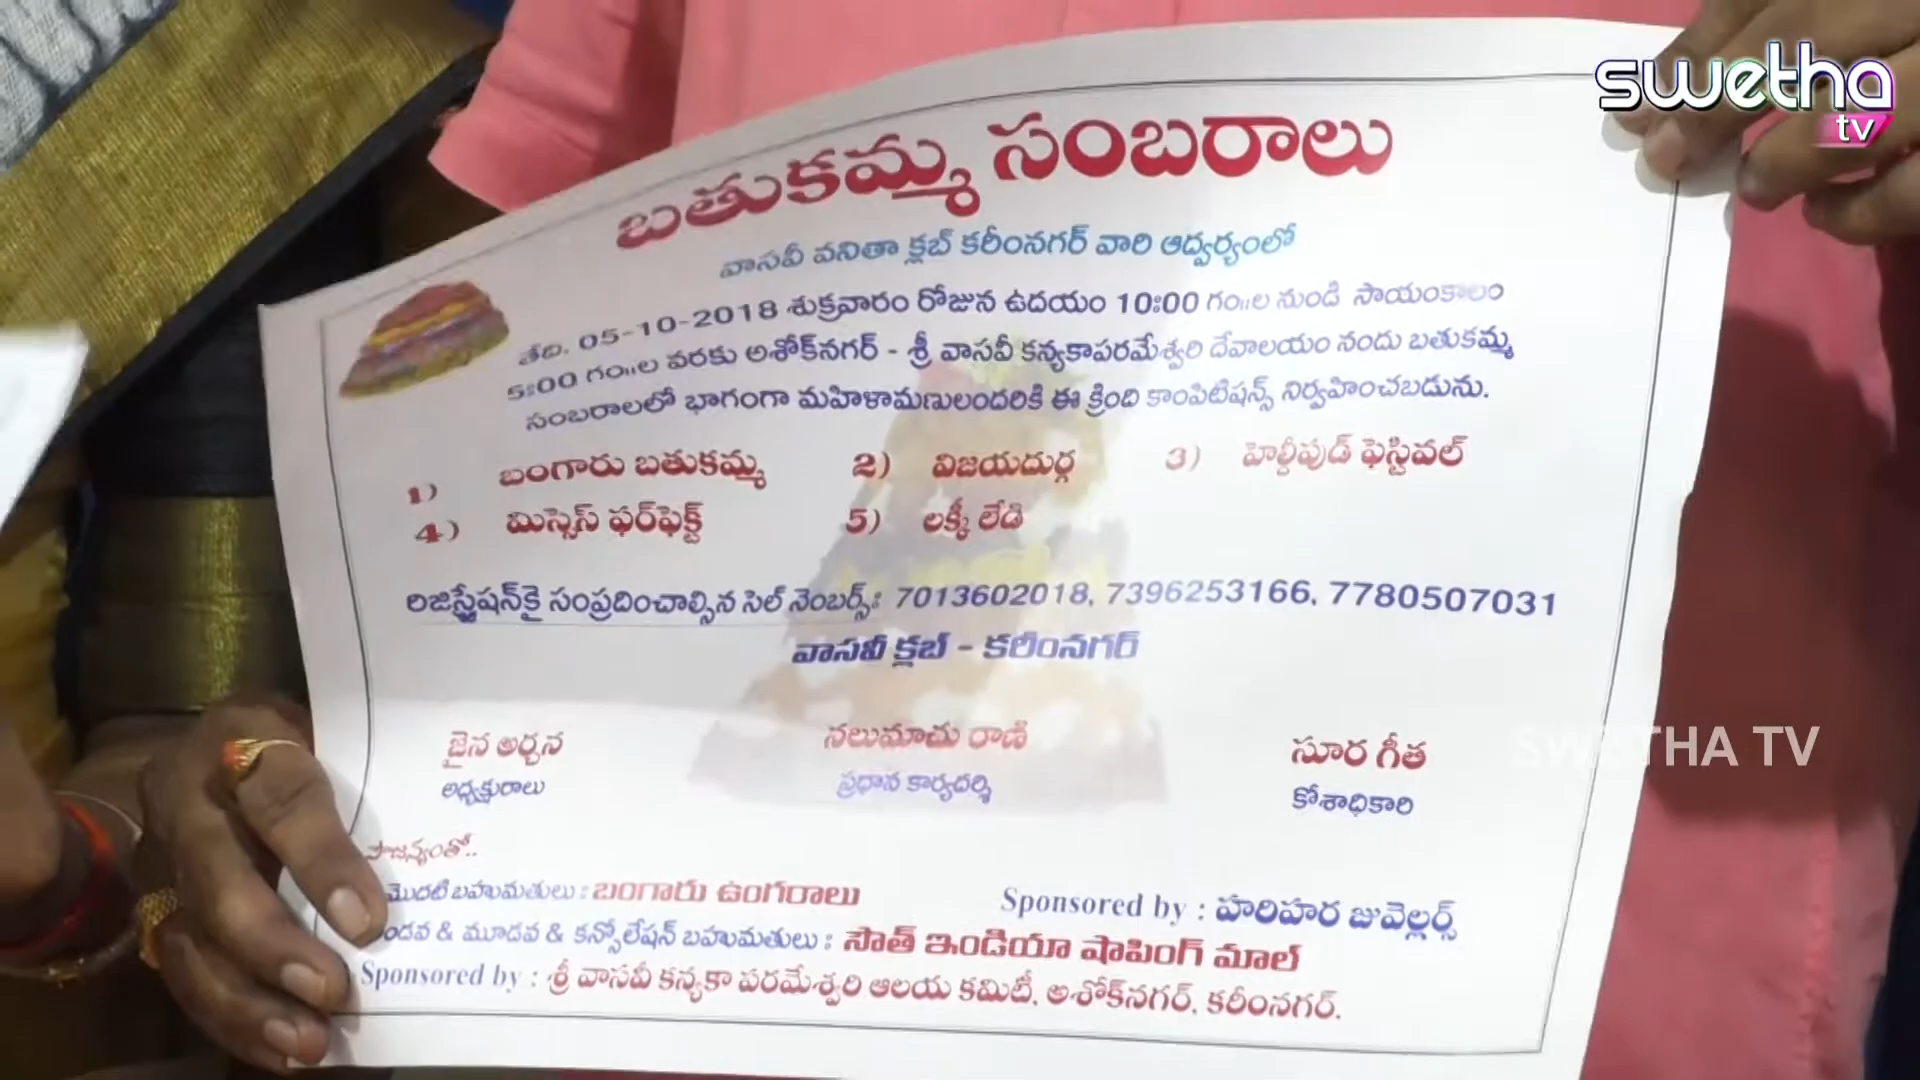 swetha
tv
బతుకమ్మ సంబరాలు
వాసవీ వనితా క్లబ్ కరీంనగర్ వారి ఆధ్వర్యంలో
తేది. 05-10-2018 శుక్రవారం రోజున ఉదయం 10:00 గం॥ల నుండి సాయంకాలం
5:00 గం॥ల వరకు అశోక్‌నగర్ - శ్రీ వాసవీ కన్యకాపరమేశ్వరి దేవాలయం నందు బతుకమ్మ
సంబరాలలో భాగంగా మహిళామణులందరికి ఈ క్రింది కాంపిటిషన్స్ నిర్వహించబడును.
1) బంగారు బతుకమ్మ 2) విజయదుర్గ 3) హెల్దీపుడ్ ఫెస్టివల్
4) మిస్సెస్ ఫర్‌ఫెక్ట్ 5) లక్కీ లేడి
రిజిస్ట్రేషన్‌కై సంప్రదించాల్సిన సెల్ నెంబర్స్: 7013602018, 7396253166, 7780507031
వాసవీ క్లబ్ - కరీంనగర్
జైన అర్చన నలుమాచు రాణి సూర గీత
అధ్యక్షురాలు ప్రధాన కార్యదర్శి కోశాధికారి
SWETHA TV
సౌజన్యంతో..
మొదటి బహుమతులు : బంగారు ఉంగరాలు Sponsored by : హరిహర జువెల్లర్స్
& మూడవ & కన్సోలేషన్ బహుమతులు : సౌత్ ఇండియా షాపింగ్ మాల్
Sponsored by : శ్రీ వాసవీ కన్యకా పరమేశ్వరి ఆలయ కమిటీ, అశోక్‌నగర్, కరీంనగర్.